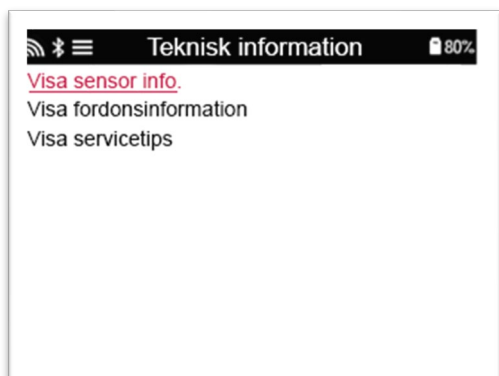 Teknisk information 80%
Visa sensor info.
Visa fordonsinformation
Visa servicetips